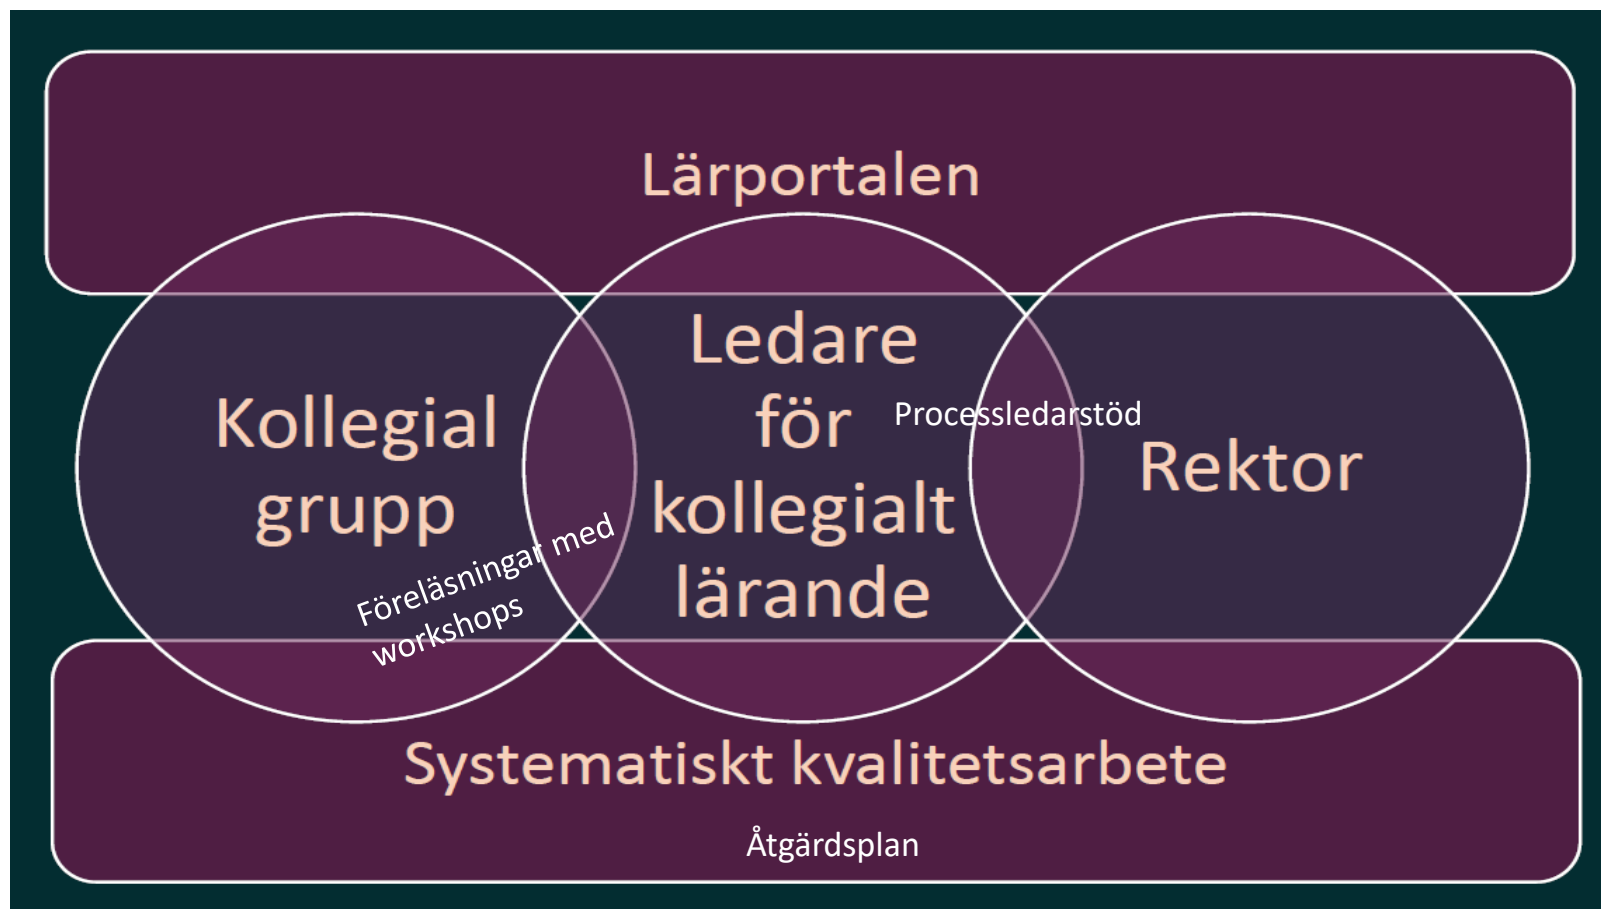 Lärportalen
Kollegial
grupp
Föreläsningar med
workshops
Ledare
för
kollegialt
lärande
Processledarstöd
Rektor
Systematiskt kvalitetsarbete
Åtgärdsplan